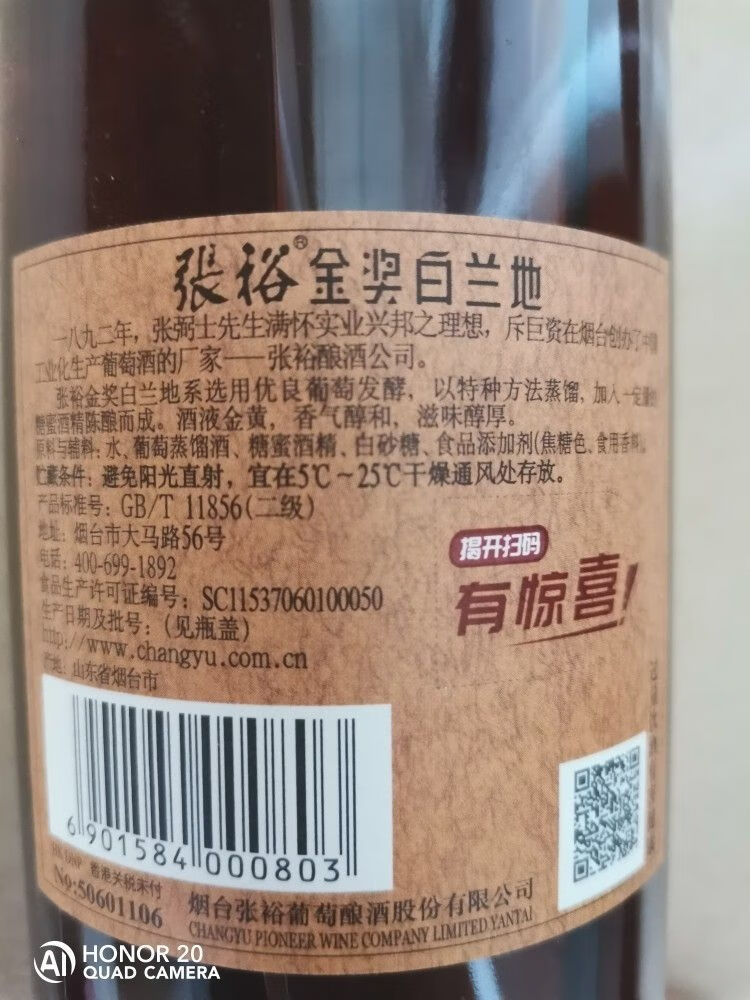 张裕®金奖白兰地
一八九二年，张弼士先生满怀实业兴邦之理想，斥巨资在烟台创办了中国
工业化生产葡萄酒的厂家——张裕酿酒公司。
张裕金奖白兰地系选用优良葡萄发酵，以特种方法蒸馏，加入一定量的
糖蜜酒精陈酿而成。酒液金黄，香气醇和，滋味醇厚。
原料与辅料：水、葡萄蒸馏酒、糖蜜酒精、白砂糖、食品添加剂(焦糖色、食用香料)。
贮藏条件：避免阳光直射，宜在5℃～25℃干燥通风处存放。
产品标准号：GB/T 11856(二级)
地址：烟台市大马路56号
电话：400-699-1892
食品生产许可证编号：SC11537060100050
生产日期及批号：(见瓶盖)
http://www.changyu.com.cn
产地：山东省烟台市
揭开扫码
有惊喜！
6 901584 000803
HK DNP 香港关税未付
No:50601106
烟台张裕葡萄酿酒股份有限公司
CHANGYU PIONEER WINE COMPANY LIMITED YANTAI
AI HONOR 20
QUAD CAMERA